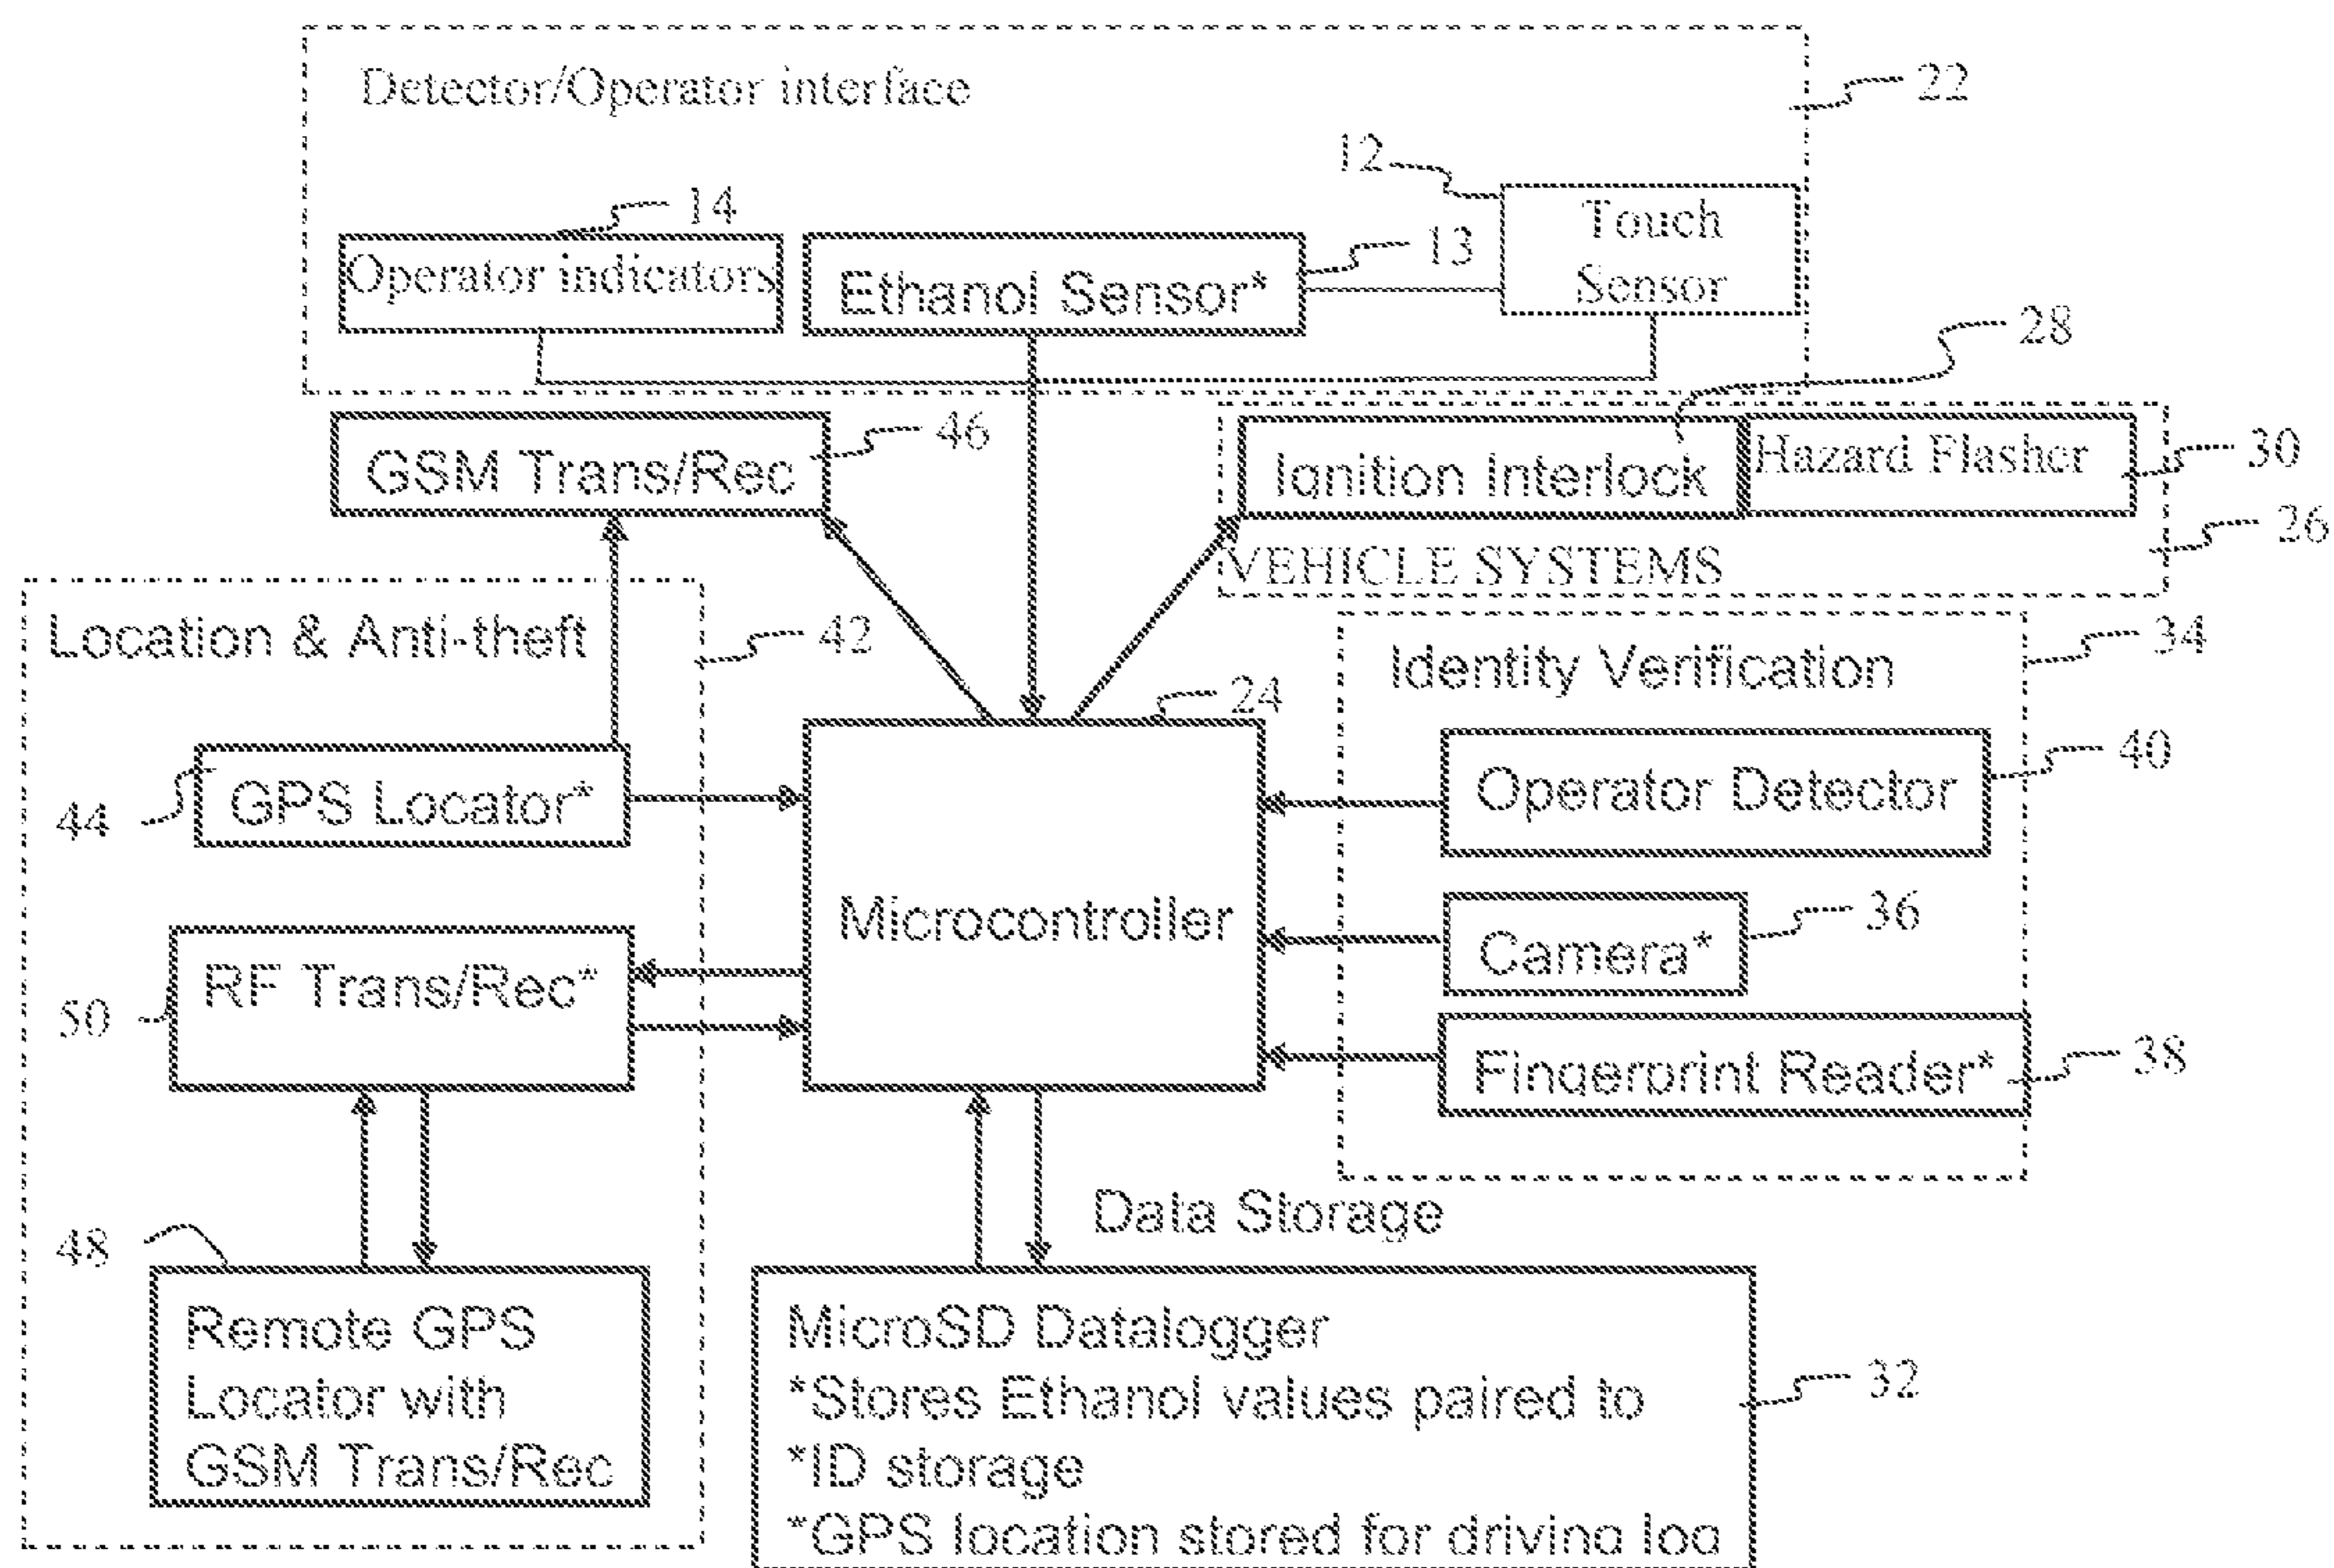 Detector/Operator interface
22
12
14
Touch
Sensor
13
Operator indicators
Ethanol Sensor*
28
46
GSM Trans/Rec
Ignition Interlock
Hazard Flasher
30
26
VEHICLE SYSTEMS
Location & Anti-theft
42
34
Identity Verification
24
40
GPS Locator*
44
Operator Detector
Microcontroller
36
Camera*
RF Trans/Rec*
50
38
Fingerprint Reader*
Data Storage
48
Remote GPS
Locator with
GSM Trans/Rec
MicroSD Datalogger
*Stores Ethanol values paired to
*ID storage
*GPS location stored for driving log
32